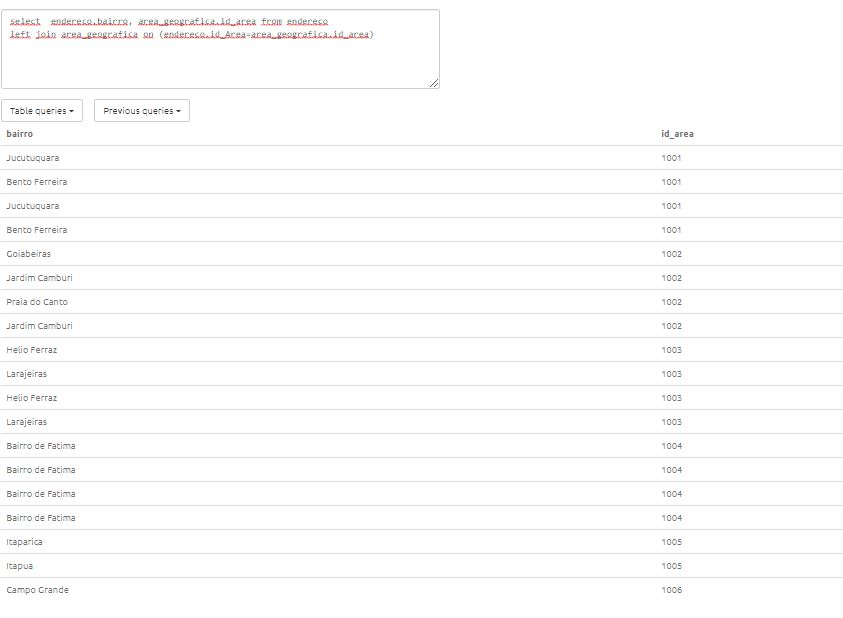 select  endereco.bairro, area_geografica.id_area from endereco
left join area_geografica on (endereco.id_Area=area_geografica.id_area)
Table queries Previous queries
bairro id_area
Jucutuquara 1001
Bento Ferreira 1001
Jucutuquara 1001
Bento Ferreira 1001
Goiabeiras 1002
Jardim Camburi 1002
Praia do Canto 1002
Jardim Camburi 1002
Helio Ferraz 1003
Larajeiras 1003
Helio Ferraz 1003
Larajeiras 1003
Bairro de Fatima 1004
Bairro de Fatima 1004
Bairro de Fatima 1004
Bairro de Fatima 1004
Itaparica 1005
Itapua 1005
Campo Grande 1006